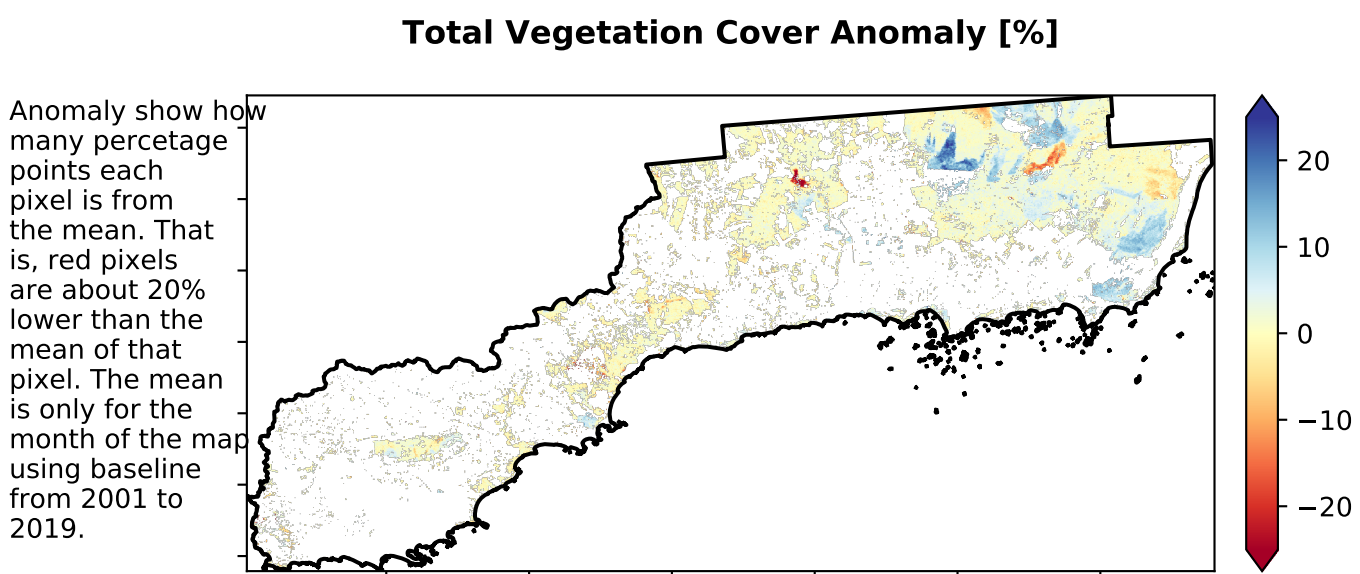 Total Vegetation Cover Anomaly [%]
Anomaly show how
many percetage
points each
pixel is from
the mean. That
is, red pixels
are about 20%
lower than the
mean of that
pixel. The mean
is only for the
month of the map
using baseline
from 2001 to
2019.
20
10
0
−10
−20